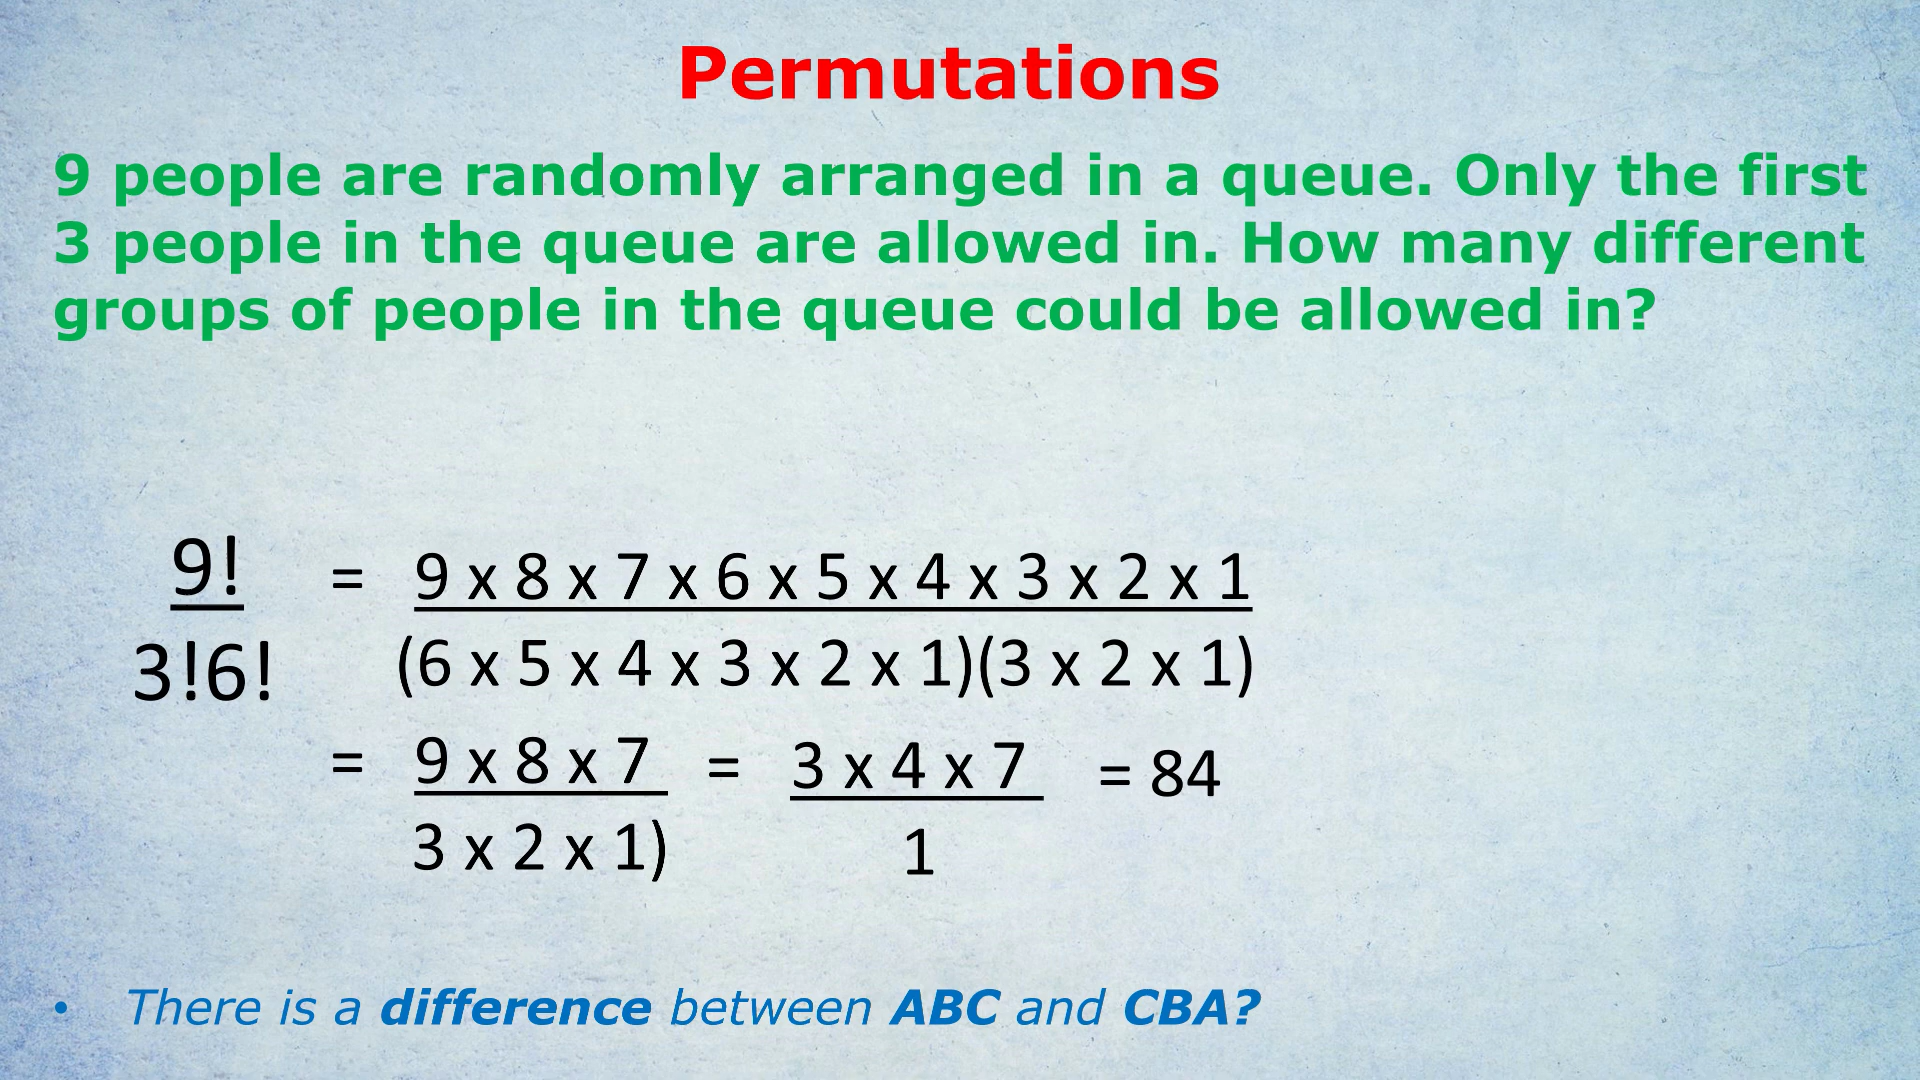 Permutations
9 people are randomly arranged in a queue. Only the first
3 people in the queue are allowed in. How many different
groups of people in the queue could be allowed in?
9! = 9 x 8 x 7 x 6 x 5 x 4 x 3 x 2 x 1
3!6! (6 x 5 x 4 x 3 x 2 x 1)(3 x 2 x 1)
= 9 x 8 x 7 = 3 x 4 x 7 = 84
3 x 2 x 1) 1
• There is a difference between ABC and CBA?